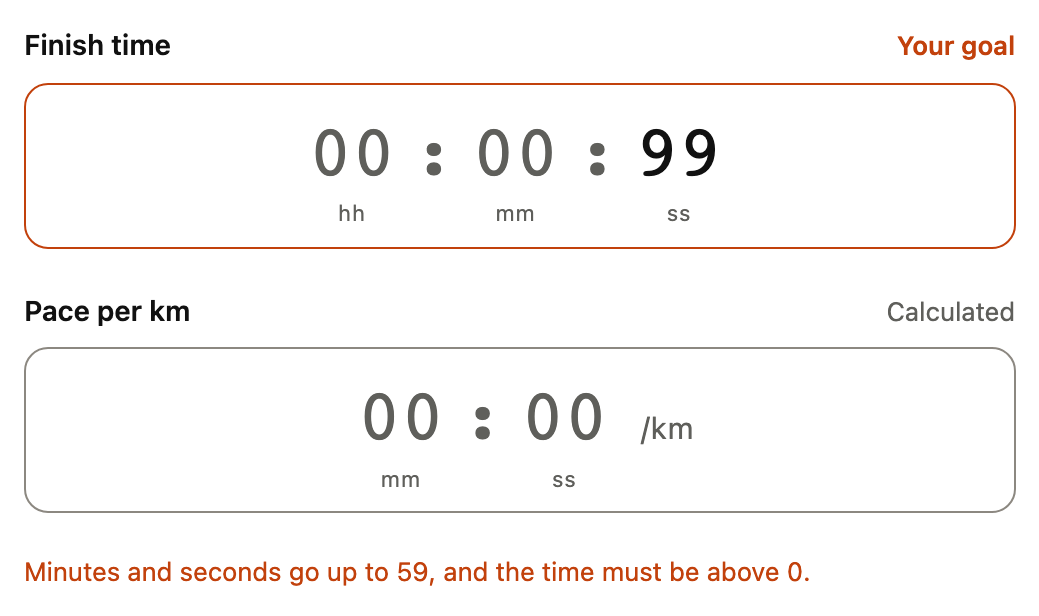 Finish time Your goal
00 : 00 : 99
hh mm ss
Pace per km Calculated
00 : 00 /km
mm ss
Minutes and seconds go up to 59, and the time must be above 0.